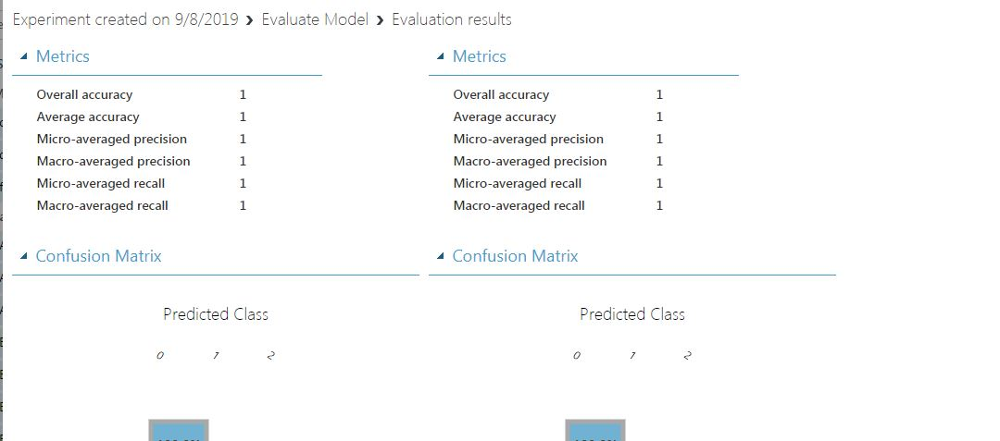 Experiment created on 9/8/2019 › Evaluate Model › Evaluation results
Metrics
Overall accuracy 1
Average accuracy 1
Micro-averaged precision 1
Macro-averaged precision 1
Micro-averaged recall 1
Macro-averaged recall 1
Confusion Matrix
Predicted Class
0 1 2
Metrics
Overall accuracy 1
Average accuracy 1
Micro-averaged precision 1
Macro-averaged precision 1
Micro-averaged recall 1
Macro-averaged recall 1
Confusion Matrix
Predicted Class
0 1 2